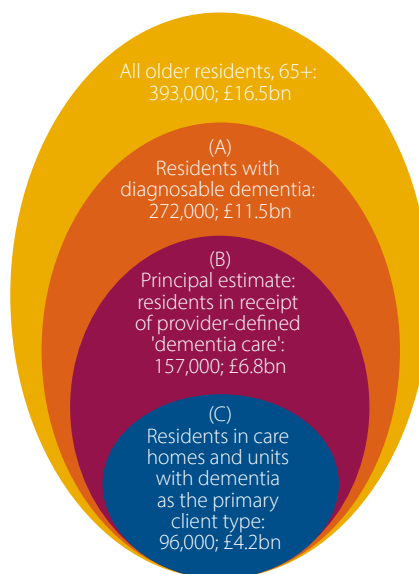 All older residents, 65+:
393,000; £16.5bn
(A)
Residents with
diagnosable dementia:
272,000; £11.5bn
(B)
Principal estimate:
residents in receipt
of provider-defined
'dementia care':
157,000; £6.8bn
(C)
Residents in care
homes and units
with dementia
as the primary
client type:
96,000; £4.2bn